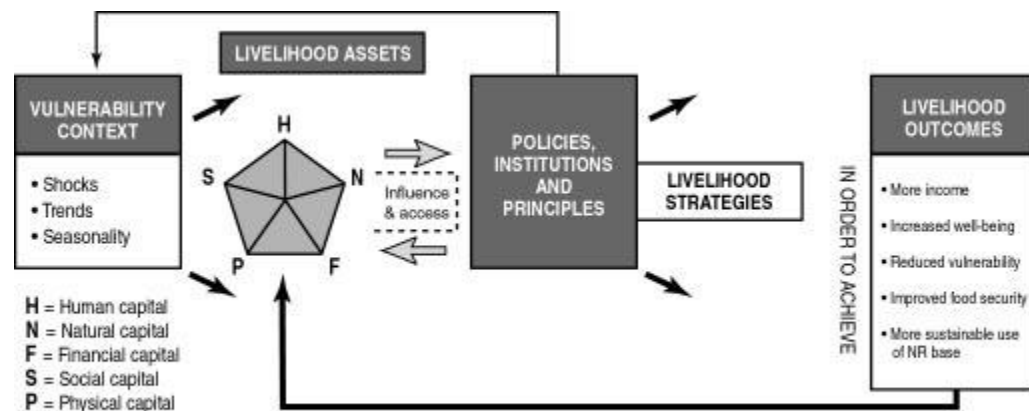 LIVELIHOOD ASSETS
VULNERABILITY
CONTEXT
• Shocks
• Trends
• Seasonality
H
S
N
P
F
Influence
& access
POLICIES,
INSTITUTIONS
AND
PRINCIPLES
LIVELIHOOD
STRATEGIES
IN ORDER TO ACHIEVE
LIVELIHOOD
OUTCOMES
• More income
• Increased well-being
• Reduced vulnerability
• Improved food security
• More sustainable use
of NR base
H = Human capital
N = Natural capital
F = Financial capital
S = Social capital
P = Physical capital